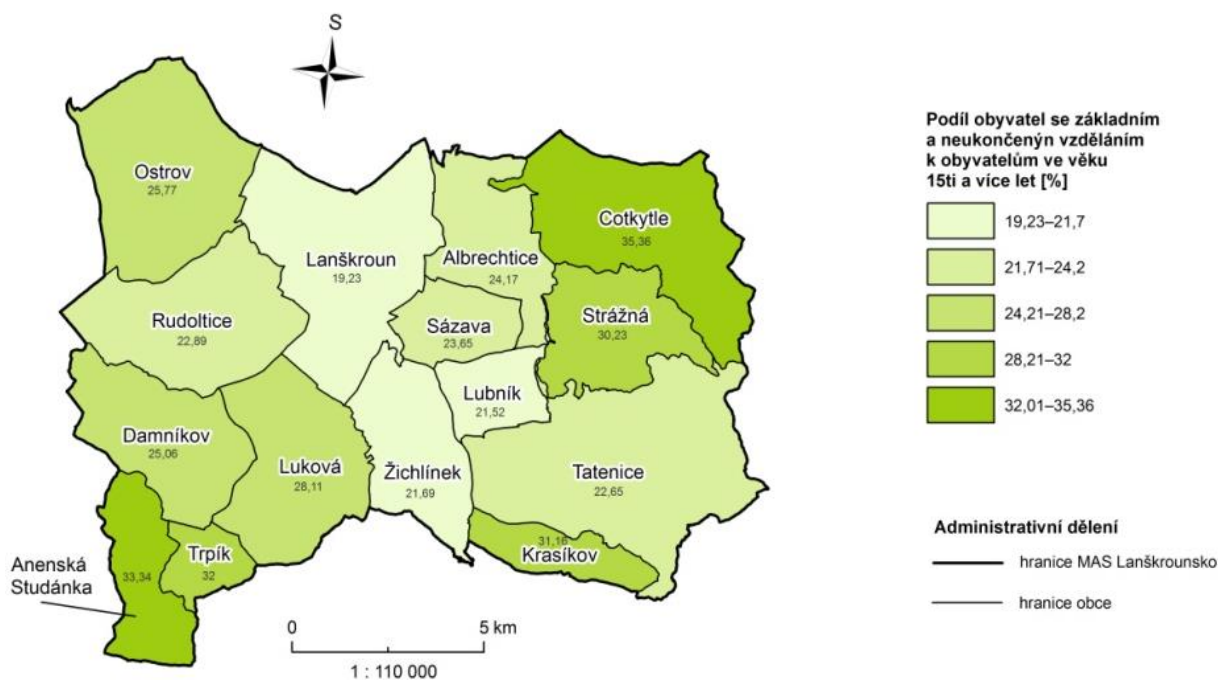 S
Ostrov
25,77
Lanškroun
19,23
Albrechtice
24,17
Cotkytle
35,36
Rudoltice
22,89
Sázava
23,65
Strážná
30,23
Lubník
21,52
Damníkov
25,06
Luková
28,11
Žichlínek
21,69
Tatenice
22,65
Krasíkov
31,16
Trpík
32
33,34
Anenská
Studánka
0 5 km
1 : 110 000
Podíl obyvatel se základním
a neukončeným vzděláním
k obyvatelům ve věku
15ti a více let [%]
19,23–21,7
21,71–24,2
24,21–28,2
28,21–32
32,01–35,36
Administrativní dělení
hranice MAS Lanškrounsko
hranice obce